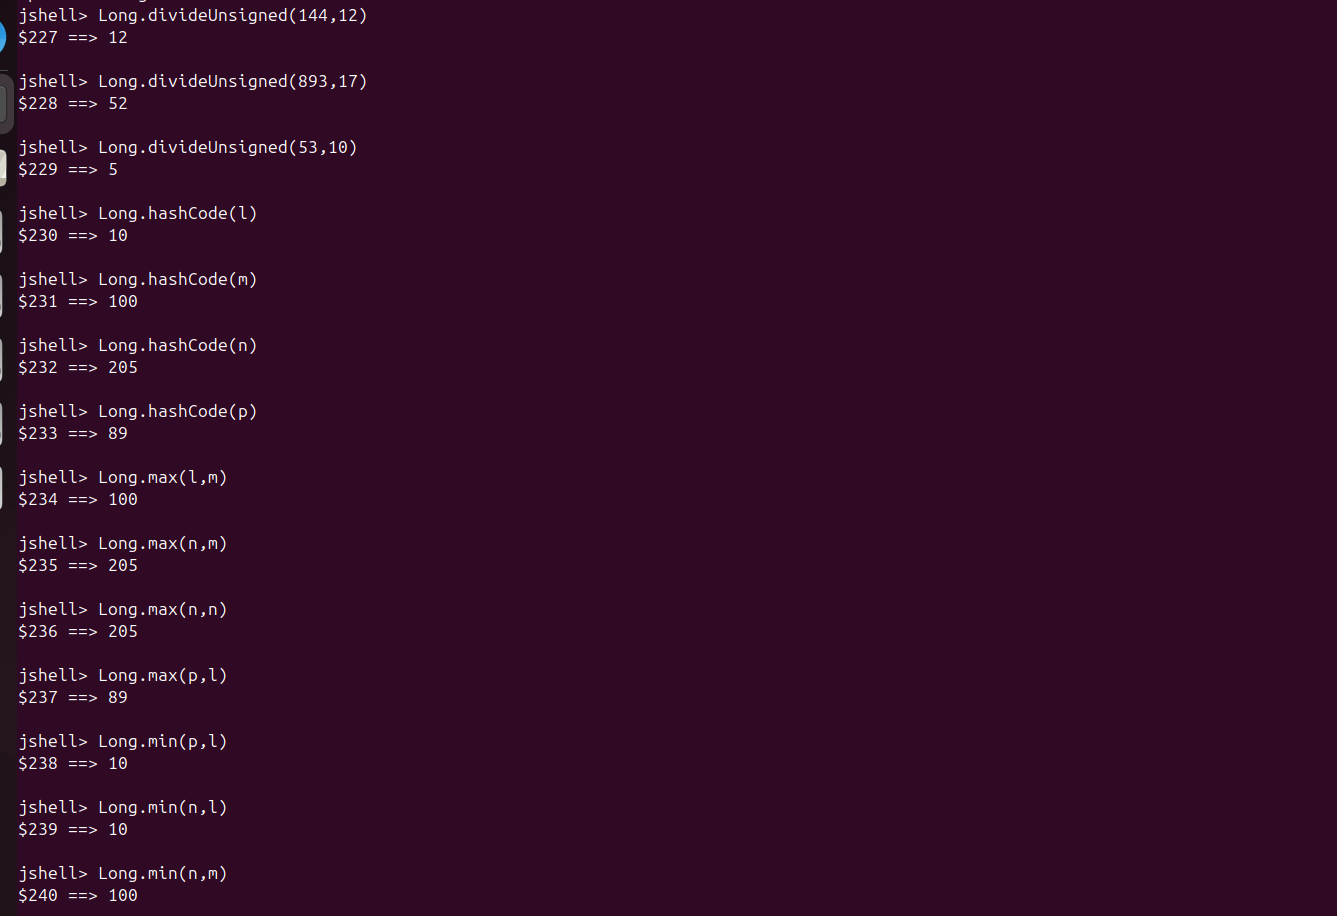 jshell> Long.divideUnsigned(144,12)
$227 ==> 12
jshell> Long.divideUnsigned(893,17)
$228 ==> 52
jshell> Long.divideUnsigned(53,10)
$229 ==> 5
jshell> Long.hashCode(l)
$230 ==> 10
jshell> Long.hashCode(m)
$231 ==> 100
jshell> Long.hashCode(n)
$232 ==> 205
jshell> Long.hashCode(p)
$233 ==> 89
jshell> Long.max(l,m)
$234 ==> 100
jshell> Long.max(n,m)
$235 ==> 205
jshell> Long.max(n,n)
$236 ==> 205
jshell> Long.max(p,l)
$237 ==> 89
jshell> Long.min(p,l)
$238 ==> 10
jshell> Long.min(n,l)
$239 ==> 10
jshell> Long.min(n,m)
$240 ==> 100